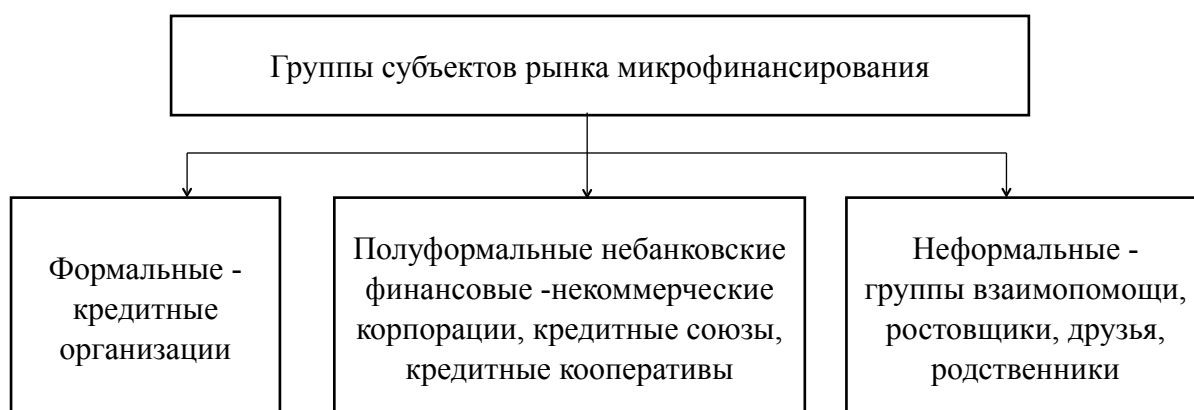 Группы субъектов рынка микрофинансирования
Формальные -
кредитные
организации
Полуформальные небанковские
финансовые -некоммерческие
корпорации, кредитные союзы,
кредитные кооперативы
Неформальные -
группы взаимопомощи,
ростовщики, друзья,
родственники